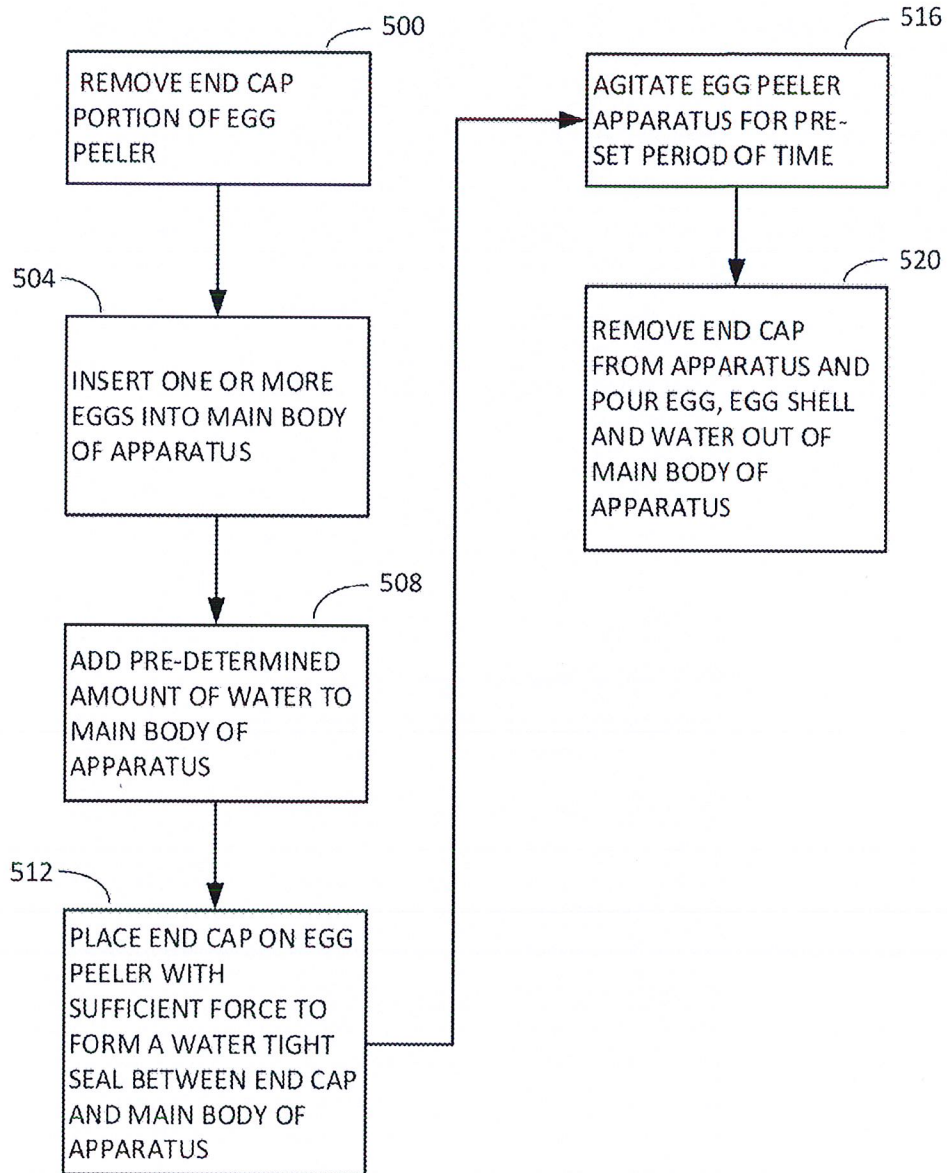 500
REMOVE END CAP
PORTION OF EGG
PEELER
504
INSERT ONE OR MORE
EGGS INTO MAIN BODY
OF APPARATUS
508
ADD PRE-DETERMINED
AMOUNT OF WATER TO
MAIN BODY OF
APPARATUS
512
PLACE END CAP ON EGG
PEELER WITH
SUFFICIENT FORCE TO
FORM A WATER TIGHT
SEAL BETWEEN END CAP
AND MAIN BODY OF
APPARATUS
516
AGITATE EGG PEELER
APPARATUS FOR PRE-
SET PERIOD OF TIME
520
REMOVE END CAP
FROM APPARATUS AND
POUR EGG, EGG SHELL
AND WATER OUT OF
MAIN BODY OF
APPARATUS